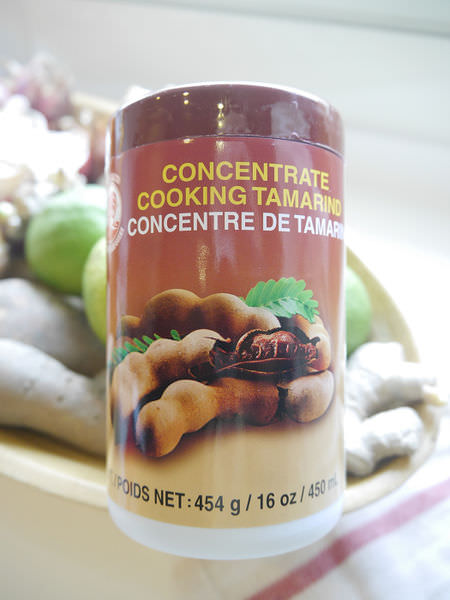 CONCENTRATE
COOKING TAMARIND
CONCENTRE DE TAMARIN
/POIDS NET: 454 g / 16 oz / 450 mL